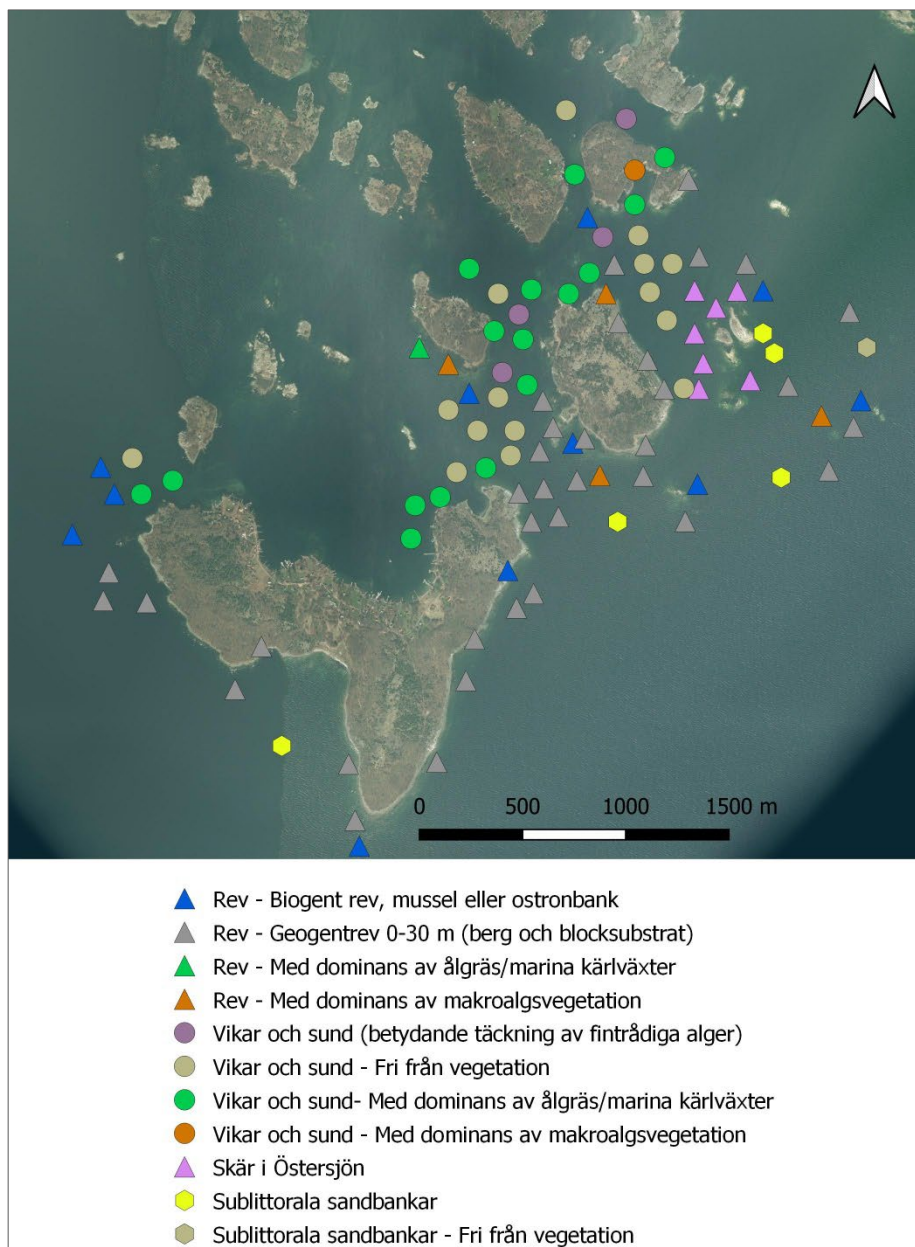 0 500 1000 1500 m
Rev - Biogent rev, mussel eller ostronbank
Rev - Geogentrev 0-30 m (berg och blocksubstrat)
Rev - Med dominans av ålgräs/marina kärlväxter
Rev - Med dominans av makroalgsvegetation
Vikar och sund (betydande täckning av fintrådiga alger)
Vikar och sund - Fri från vegetation
Vikar och sund- Med dominans av ålgräs/marina kärlväxter
Vikar och sund - Med dominans av makroalgsvegetation
Skär i Östersjön
Sublittorala sandbankar
Sublittorala sandbankar - Fri från vegetation